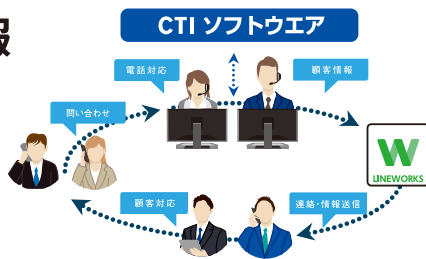 報
CTI ソフトウエア
電話対応
顧客情報
問い合わせ
W
LINEWORKS
顧客対応
連絡・情報送信